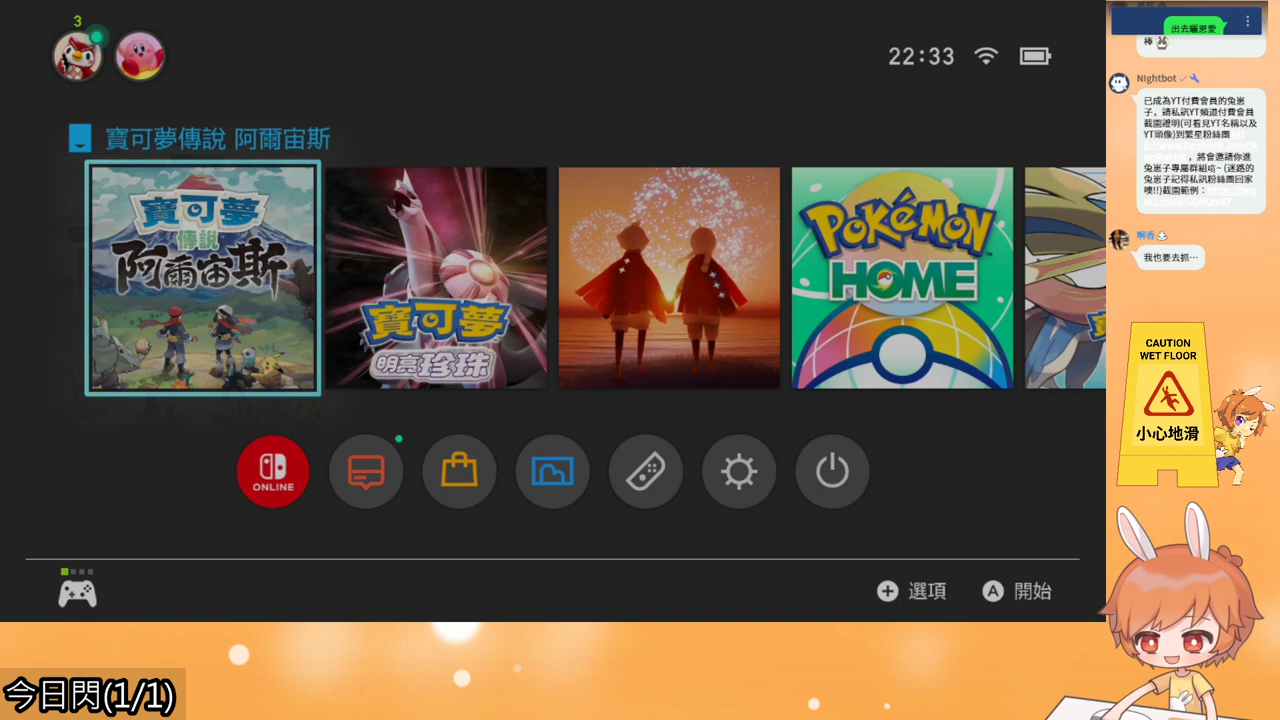 3
22:33
寶可夢傳說 阿爾宙斯
寶可夢
傳說
阿爾宙斯
寶可夢
明亮珍珠
POKéMON
HOME
ONLINE
選項
A 開始
今日閃(1/1)
出去曬恩愛
棒
Nightbot
已成為YT付費會員的兔崽
子，請私訊YT頻道付費會員
截圖證明(可看見YT名稱以及
YT頭像)到繁星粉絲團
，將會邀請你進
兔崽子專屬群組唷~ (迷路的
兔崽子記得私訊粉絲團回家
噢!!)截圖範例：
啊香
我也要去抓…
CAUTION
WET FLOOR
小心地滑